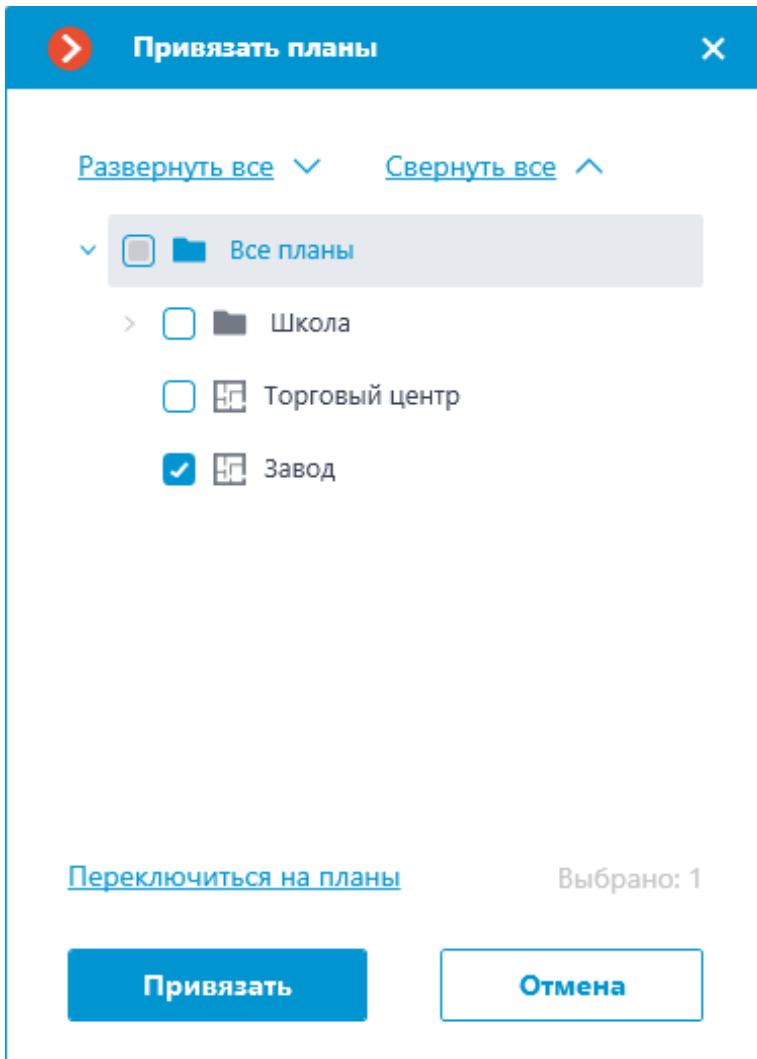 Привязать планы
Развернуть все Свернуть все
Все планы
Школа
Торговый центр
Завод
Переключиться на планы Выбрано: 1
Привязать Отмена